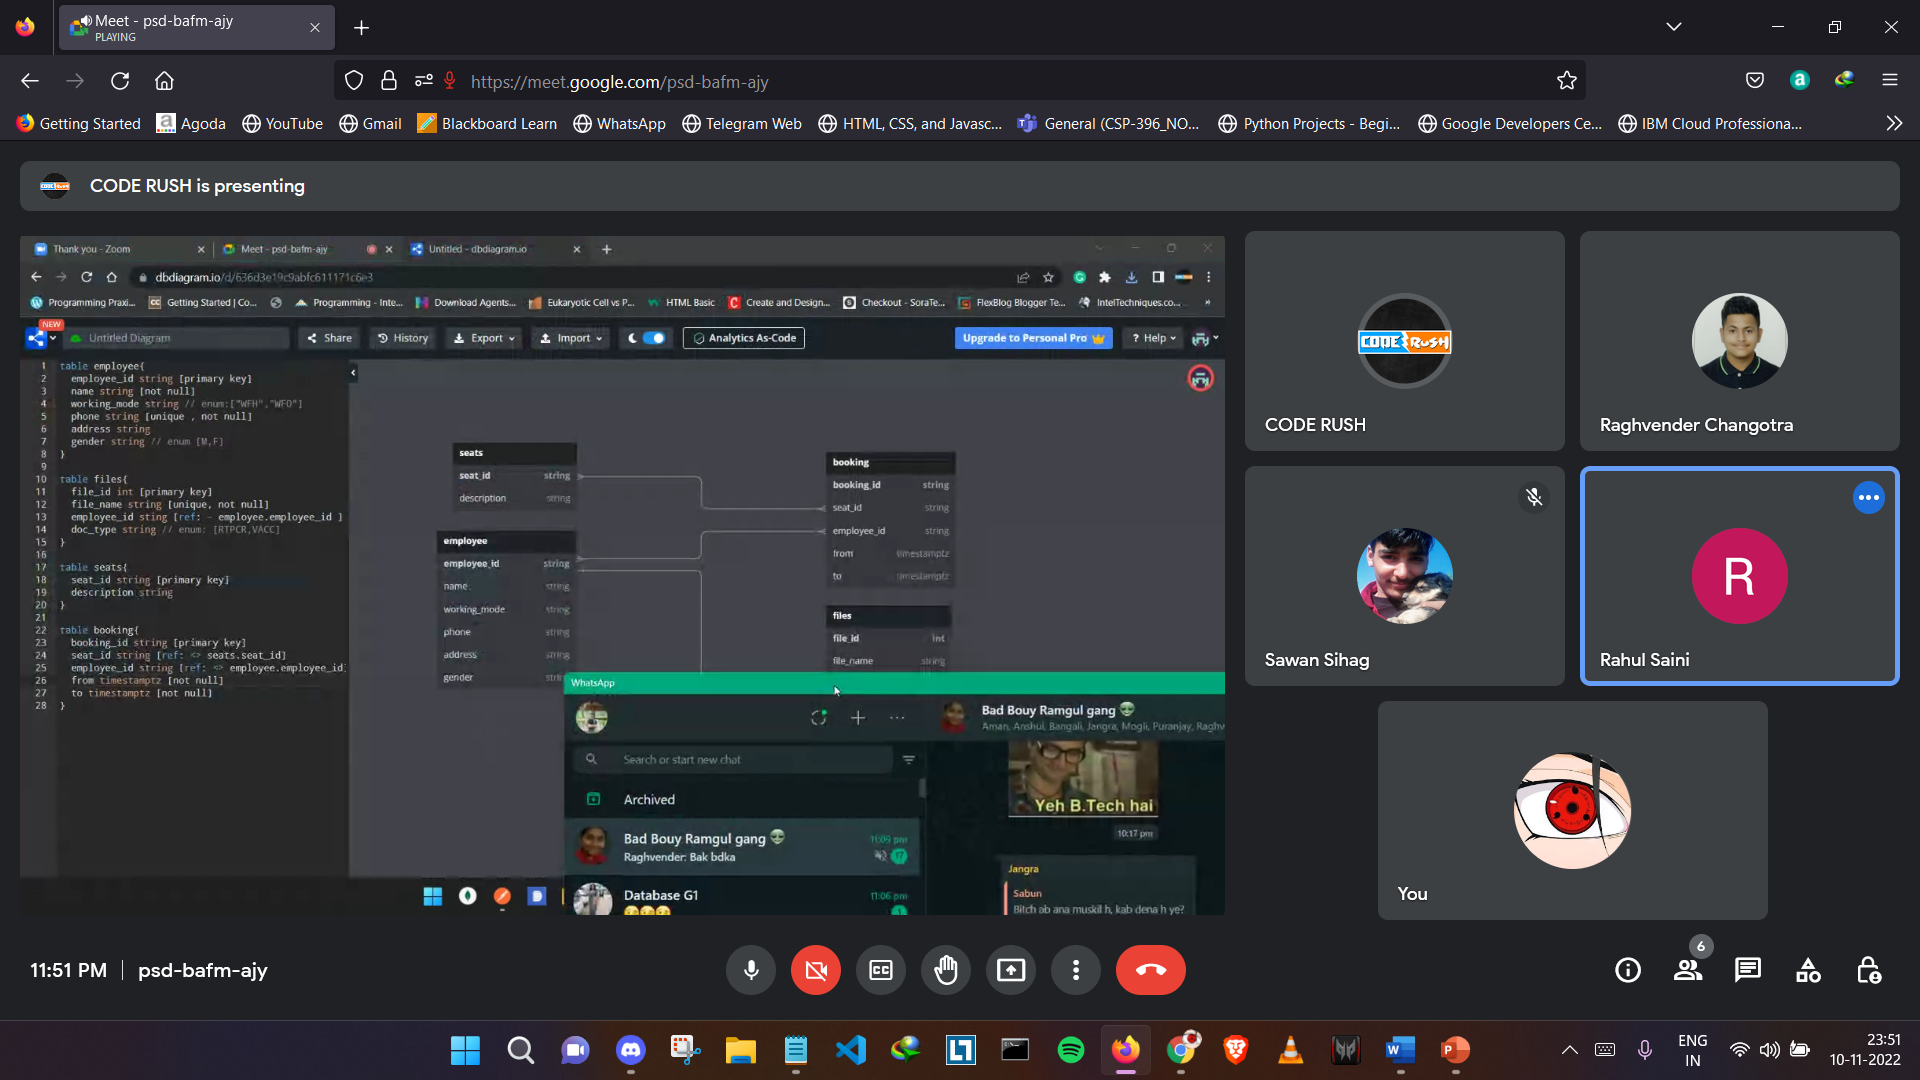 Meet - psd-bafm-ajy
PLAYING
https://meet.google.com/psd-bafm-ajy
Getting Started
Agoda
YouTube
Gmail
Blackboard Learn
WhatsApp
Telegram Web
HTML, CSS, and Javasc...
General (CSP-396_NO...
Python Projects - Begi...
Google Developers Ce...
IBM Cloud Professiona...
CODE RUSH is presenting
Thank you - Zoom
Meet - psd-bafm-ajy
Untitled - dbdiagram.io
dbdiagram.io/d/636d3e19c9abfc611171c6e3
Programming Praxi...
Getting Started | Co...
Programming - Inte...
Download Agents...
Eukaryotic Cell vs P...
HTML Basic
Create and Design...
Checkout - SoraTe...
FlexBlog Blogger Te...
IntelTechniques.co...
NEW
Untitled Diagram
Share
History
Export
Import
Analytics As-Code
Upgrade to Personal Pro
? Help
1 table employee{
2 employee_id string [primary key]
3 name string [not null]
4 working_mode string // enum:["WFH","WFO"]
5 phone string [unique , not null]
6 address string
7 gender string // enum [M,F]
8 }
9
10 table files{
11 file_id int [primary key]
12 file_name string [unique, not null]
13 employee_id sting [ref: - employee.employee_id ]
14 doc_type string // enum: [RTPCR,VACC]
15 }
16
17 table seats{
18 seat_id string [primary key]
19 description string
20 }
21
22 table booking{
23 booking_id string [primary key]
24 seat_id string [ref: <> seats.seat_id]
25 employee_id string [ref: <> employee.employee_id]
26 from timestamptz [not null]
27 to timestamptz [not null]
28 }
seats
seat_id string
description string
employee
employee_id string
name string
working_mode string
phone string
address string
gender string
booking
booking_id string
seat_id string
employee_id string
from timestamptz
to timestamptz
files
file_id int
file_name string
WhatsApp
Search or start new chat
Archived
Bad Bouy Ramgul gang
11:09 pm
Raghvender: Bak bdka
17
Database G1
11:06 pm
1
Bad Bouy Ramgul gang
Aman, Anshul, Bangali, Jangra, Mogli, Puranjay, Raghv
Yeh B.Tech hai
10:17 pm
Jangra
Sabun
Bitch ab ana muskil h, kab dena h ye?
CODE RUSH
CODE RUSH
Raghvender Changotra
Sawan Sihag
R
Rahul Saini
You
11:51 PM
psd-bafm-ajy
6
ENG
IN
23:51
10-11-2022